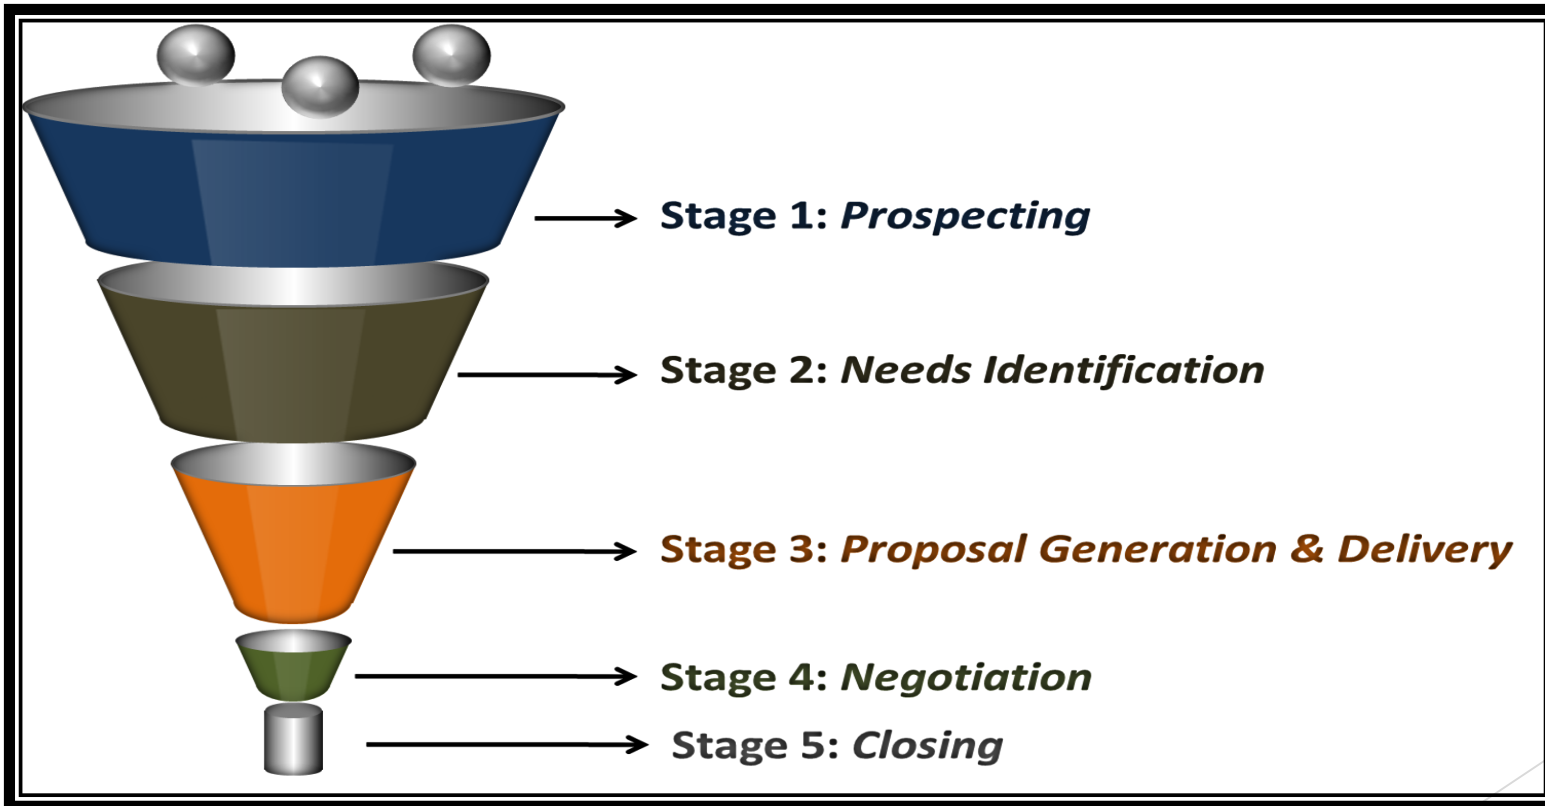 Stage 1: Prospecting
Stage 2: Needs Identification
Stage 3: Proposal Generation & Delivery
Stage 4: Negotiation
Stage 5: Closing